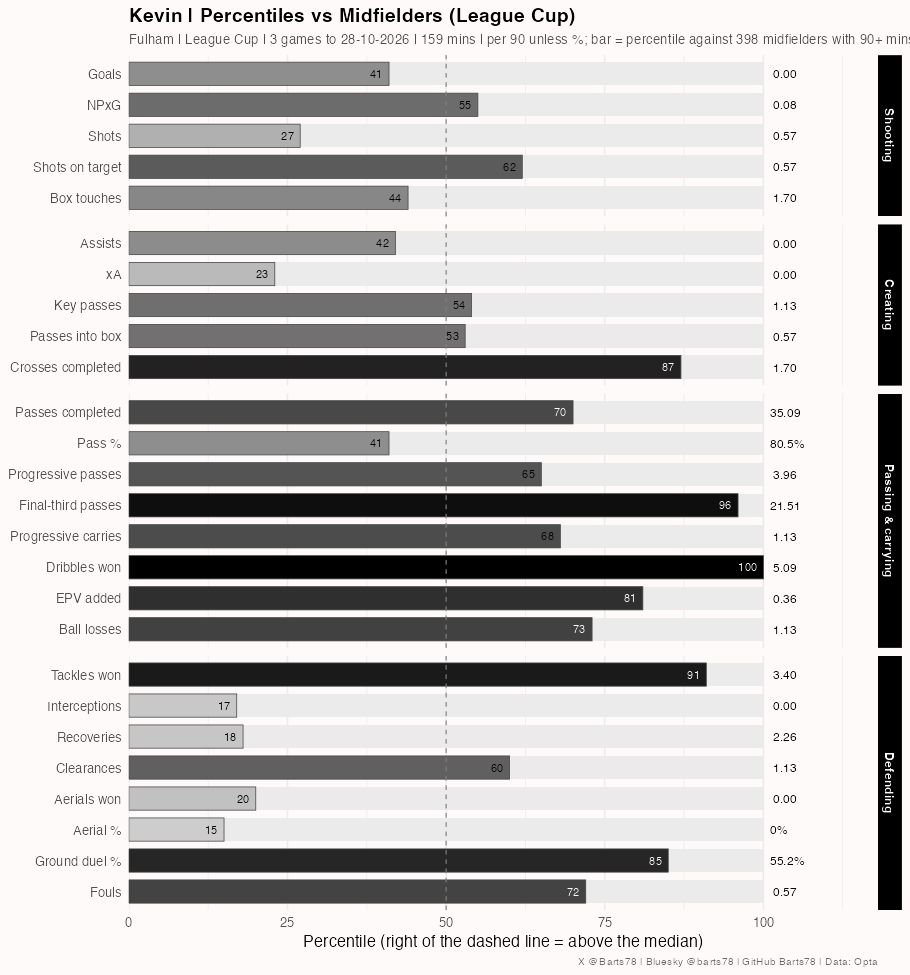 Kevin | Percentiles vs Midfielders (League Cup)
Fulham | League Cup | 3 games to 28-10-2026 | 159 mins | per 90 unless %; bar = percentile against 398 midfielders with 90+ mins
Shooting
Goals 41 0.00
NPxG 55 0.08
Shots 27 0.57
Shots on target 62 0.57
Box touches 44 1.70
Creating
Assists 42 0.00
xA 23 0.00
Key passes 54 1.13
Passes into box 53 0.57
Crosses completed 87 1.70
Passing & carrying
Passes completed 70 35.09
Pass % 41 80.5%
Progressive passes 65 3.96
Final-third passes 96 21.51
Progressive carries 68 1.13
Dribbles won 100 5.09
EPV added 81 0.36
Ball losses 73 1.13
Defending
Tackles won 91 3.40
Interceptions 17 0.00
Recoveries 18 2.26
Clearances 60 1.13
Aerials won 20 0.00
Aerial % 15 0%
Ground duel % 85 55.2%
Fouls 72 0.57
0 25 50 75 100
Percentile (right of the dashed line = above the median)
X @Barts78 | Bluesky @barts78 | GitHub Barts78 | Data: Opta